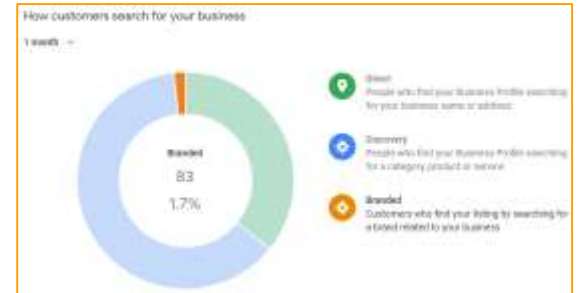 How customers search for your business
1 month
Branded
83
1.7%
Direct
People who find your Business Profile searching
for your business name or address
Discovery
People who find your Business Profile searching
for a category, product or service
Branded
Customers who find your listing by searching for
a brand related to your business